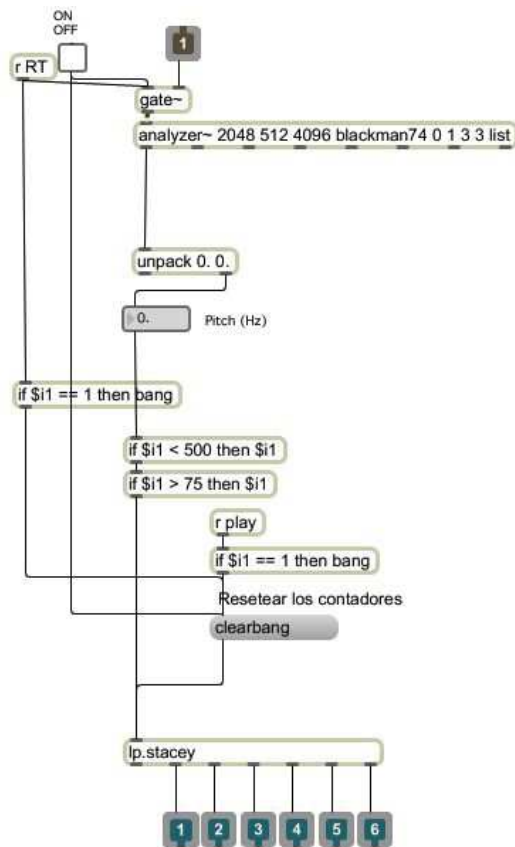 ON
OFF
1
r RT
gate~
analyzer~ 2048 512 4096 blackman74 0 1 3 3 list
unpack 0. 0.
0.
Pitch (Hz)
if $i1 == 1 then bang
if $i1 < 500 then $i1
if $i1 > 75 then $i1
r play
if $i1 == 1 then bang
Resetear los contadores
clearbang
lp.stacey
1 2 3 4 5 6